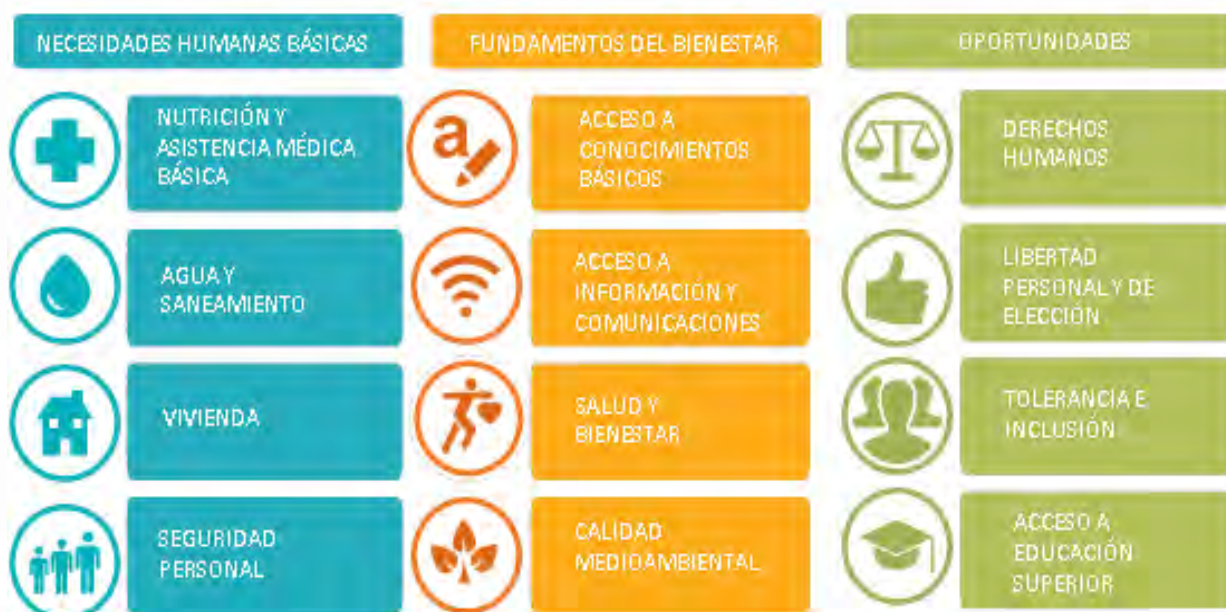 NECESIDADES HUMANAS BÁSICAS
NUTRICIÓN Y
ASISTENCIA MÉDICA
BÁSICA
AGUA Y
SANEAMIENTO
VIVIENDA
SEGURIDAD
PERSONAL
FUNDAMENTOS DEL BIENESTAR
a
ACCESO A
CONOCIMIENTOS
BÁSICOS
ACCESO A
INFORMACIÓN Y
COMUNICACIONES
SALUD Y
BIENESTAR
CALIDAD
MEDIOAMBIENTAL
OPORTUNIDADES
DERECHOS
HUMANOS
LIBERTAD
PERSONAL Y DE
ELECCIÓN
TOLERANCIA E
INCLUSIÓN
ACCESO A
EDUCACIÓN
SUPERIOR